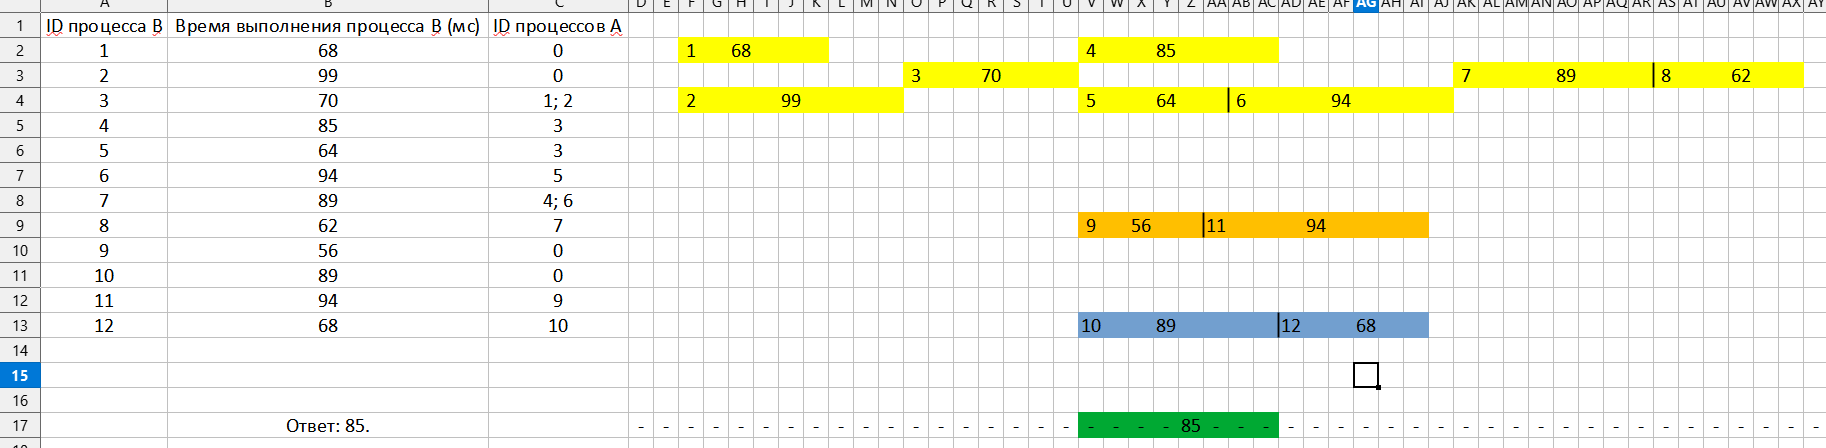 A B C D E F G H I J K L M N O P Q R S T U V W X Y Z AA AB AC AD AE AF AG AH AI AJ AK AL AM AN AO AP AQ AR AS AT AU AV AW AX AY
1 ID процесса B Время выполнения процесса B (мс) ID процессов A
2 1 68 0 1 68 4 85
3 2 99 0 3 70 7 89 8 62
4 3 70 1; 2 2 99 5 64 6 94
5 4 85 3
6 5 64 3
7 6 94 5
8 7 89 4; 6
9 8 62 7 9 56 11 94
10 9 56 0
11 10 89 0
12 11 94 9
13 12 68 10 10 89 12 68
14
15
16
17 Ответ: 85. - - - - - - - - - - - - - - - - - - - - - - 85 - - - - - - - - - - - - - - - - - - - - - - - - -